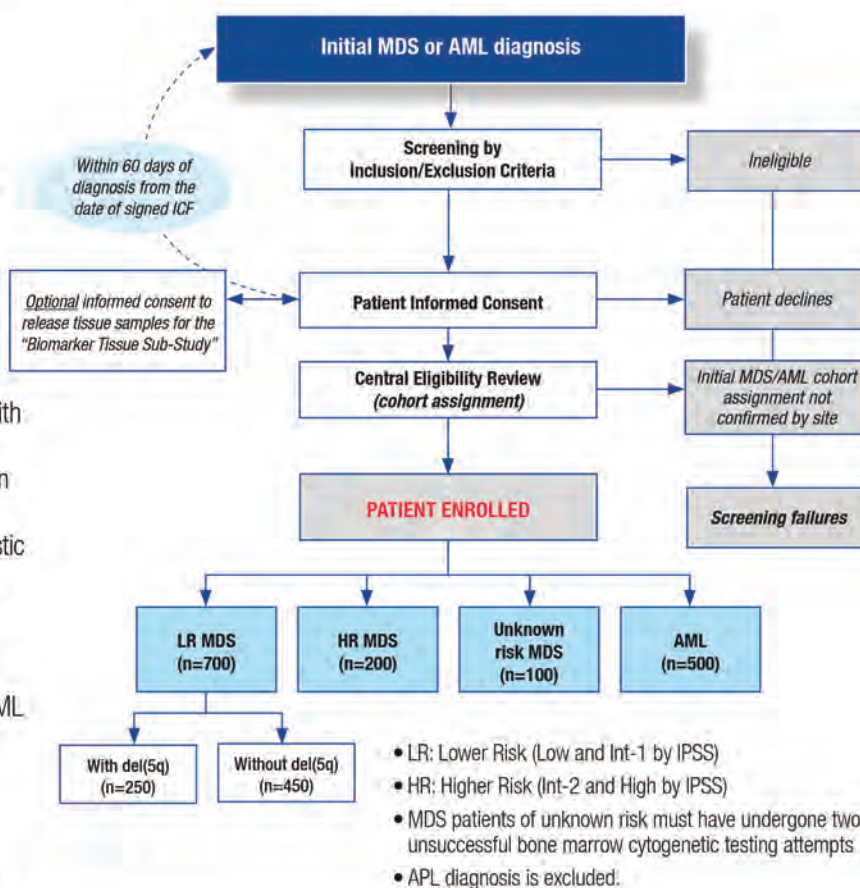 Initial MDS or AML diagnosis
Within 60 days of
diagnosis from the
date of signed ICF
Screening by
Inclusion/Exclusion Criteria
Ineligible
Optional informed consent to
release tissue samples for the
"Biomarker Tissue Sub-Study"
Patient Informed Consent
Patient declines
Central Eligibility Review
(cohort assignment)
Initial MDS/AML cohort
assignment not
confirmed by site
PATIENT ENROLLED
Screening failures
LR MDS
(n=700)
HR MDS
(n=200)
Unknown
risk MDS
(n=100)
AML
(n=500)
With del(5q)
(n=250)
Without del(5q)
(n=450)
• LR: Lower Risk (Low and Int-1 by IPSS)
• HR: Higher Risk (Int-2 and High by IPSS)
• MDS patients of unknown risk must have undergone two
unsuccessful bone marrow cytogenetic testing attempts
• APL diagnosis is excluded.